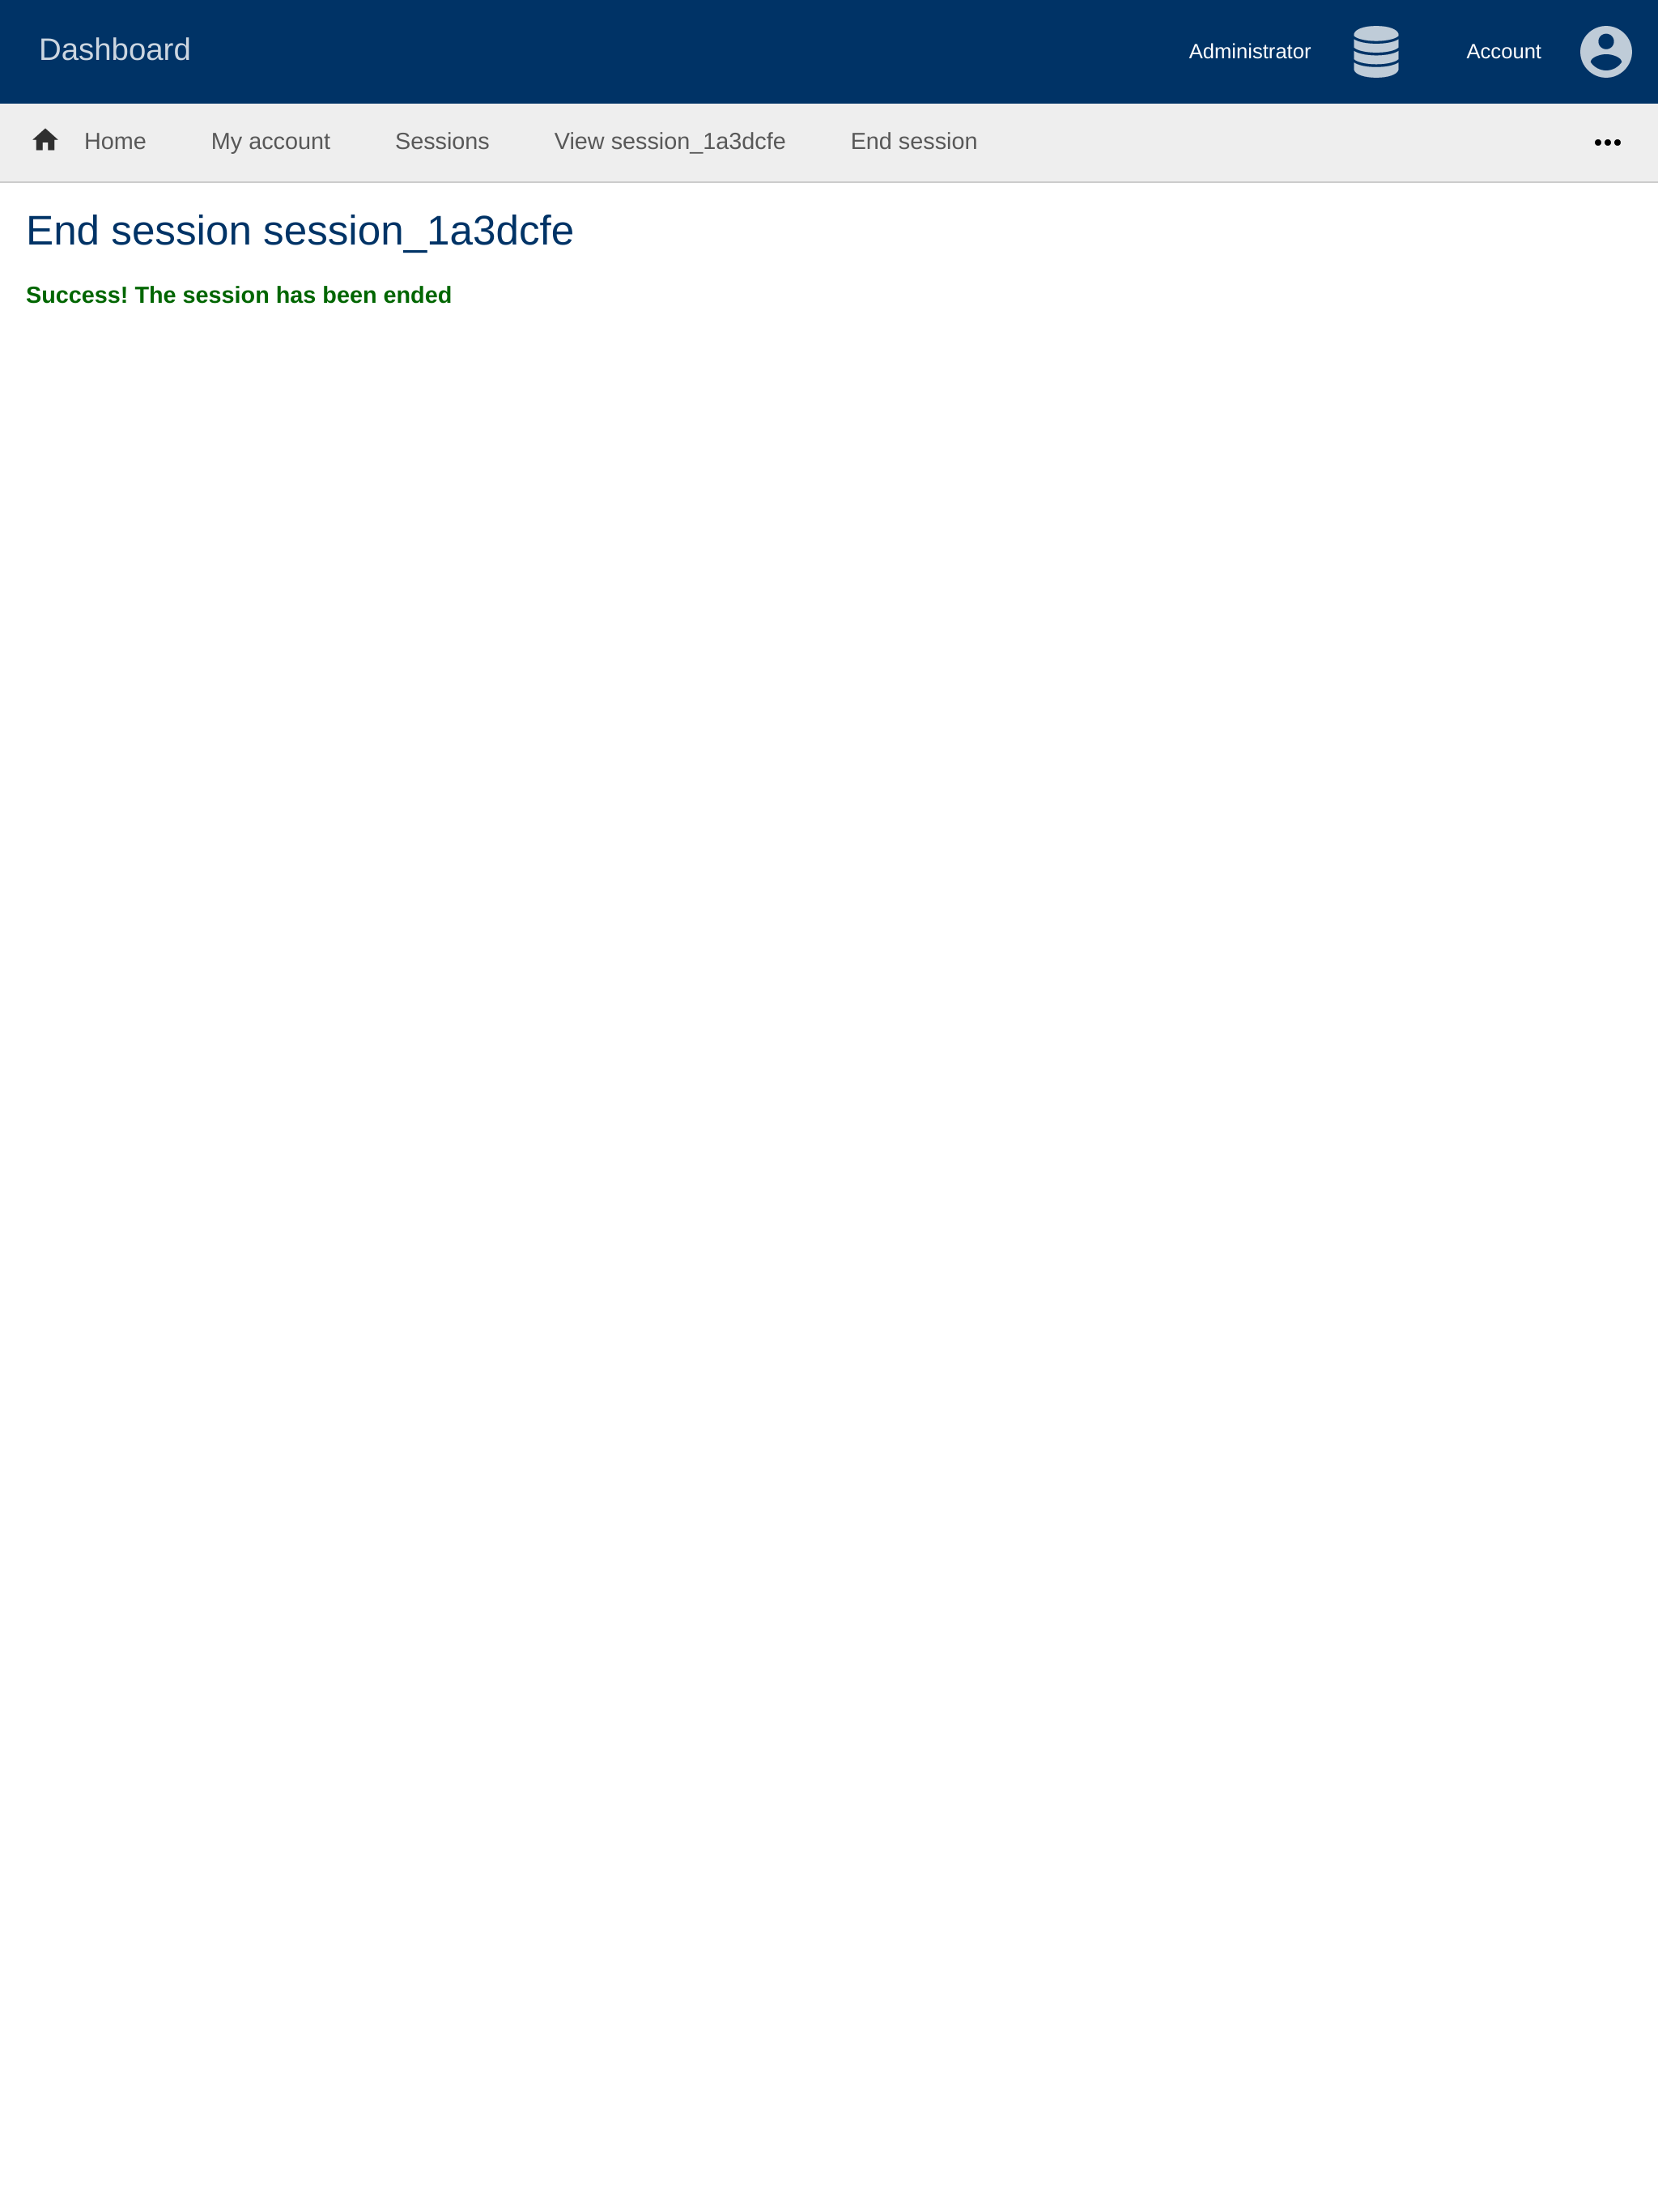 Dashboard
Administrator
Account
Home
My account
Sessions
View session_1a3dcfe
End session
End session session_1a3dcfe
Success! The session has been ended